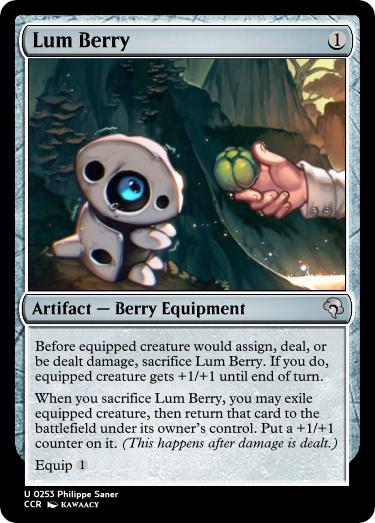 Lum Berry 1
Artifact — Berry Equipment
Before equipped creature would assign, deal, or
be dealt damage, sacrifice Lum Berry. If you do,
equipped creature gets +1/+1 until end of turn.
When you sacrifice Lum Berry, you may exile
equipped creature, then return that card to the
battlefield under its owner's control. Put a +1/+1
counter on it. (This happens after damage is dealt.)
Equip 1
U 0253 Philippe Saner
CCR KAWAACY